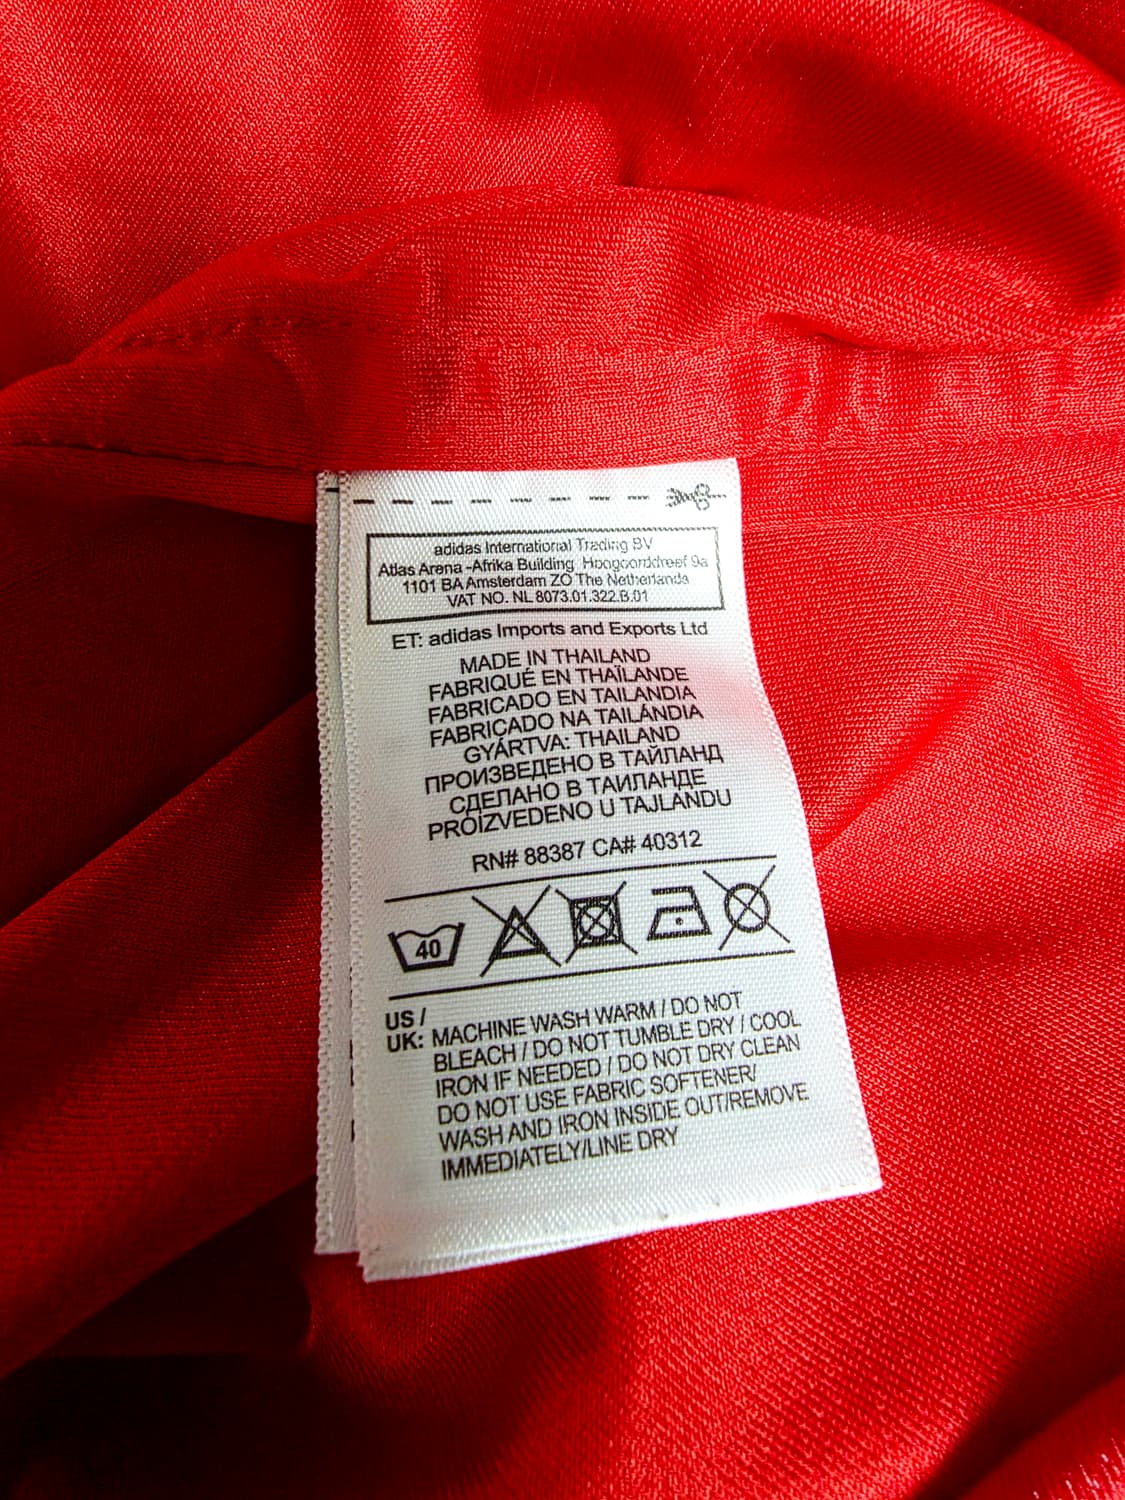 adidas International Trading BV
Atlas Arena -Afrika Building Hoogoorddreef 9a
1101 BA Amsterdam ZO The Netherlands
VAT NO. NL 8073.01.322.B.01
ET: adidas Imports and Exports Ltd
MADE IN THAILAND
FABRIQUÉ EN THAÏLANDE
FABRICADO EN TAILANDIA
FABRICADO NA TAILÂNDIA
GYÁRTVA: THAILAND
ПРОИЗВЕДЕНО В ТАЙЛАНД
СДЕЛАНО В ТАИЛАНДЕ
PROIZVEDENO U TAJLANDU
RN# 88387 CA# 40312
40
US /
UK: MACHINE WASH WARM / DO NOT
BLEACH / DO NOT TUMBLE DRY / COOL
IRON IF NEEDED / DO NOT DRY CLEAN
DO NOT USE FABRIC SOFTENER/
WASH AND IRON INSIDE OUT/REMOVE
IMMEDIATELY/LINE DRY